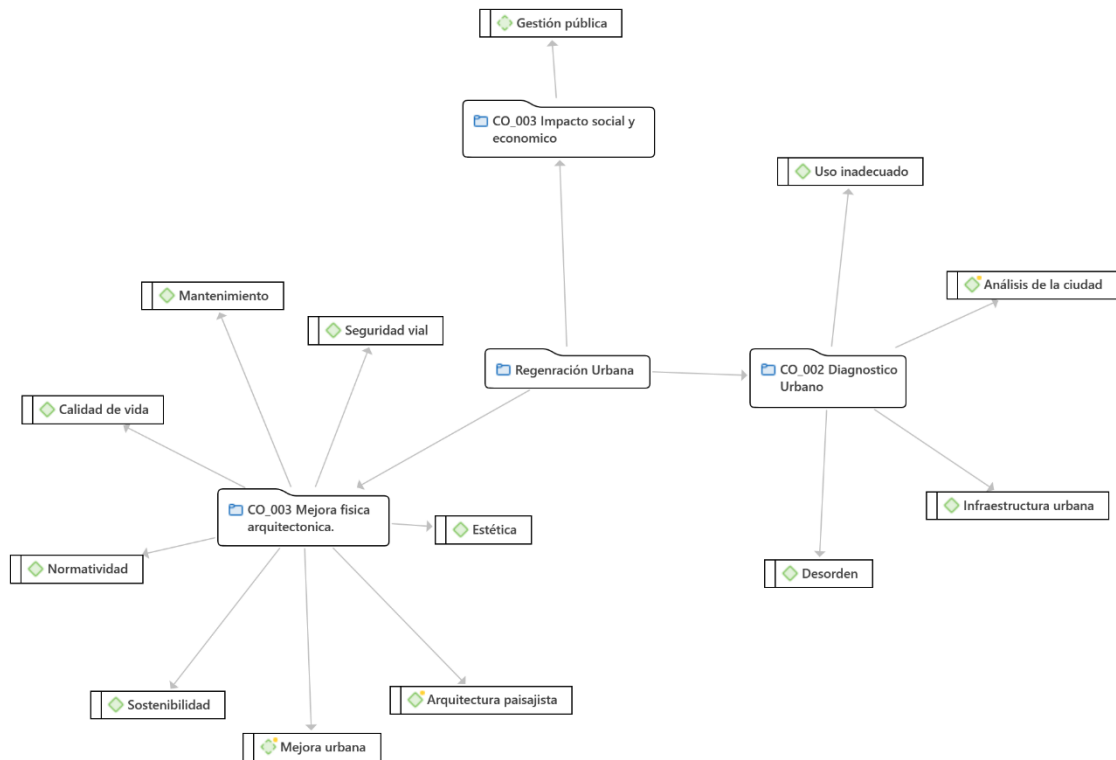 Gestión pública
CO_003 Impacto social y
economico
Uso inadecuado
Análisis de la ciudad
Mantenimiento
Seguridad vial
Regenración Urbana
CO_002 Diagnostico
Urbano
Calidad de vida
CO_003 Mejora fisica
arquitectonica.
Estética
Infraestructura urbana
Normatividad
Desorden
Sostenibilidad
Arquitectura paisajista
Mejora urbana